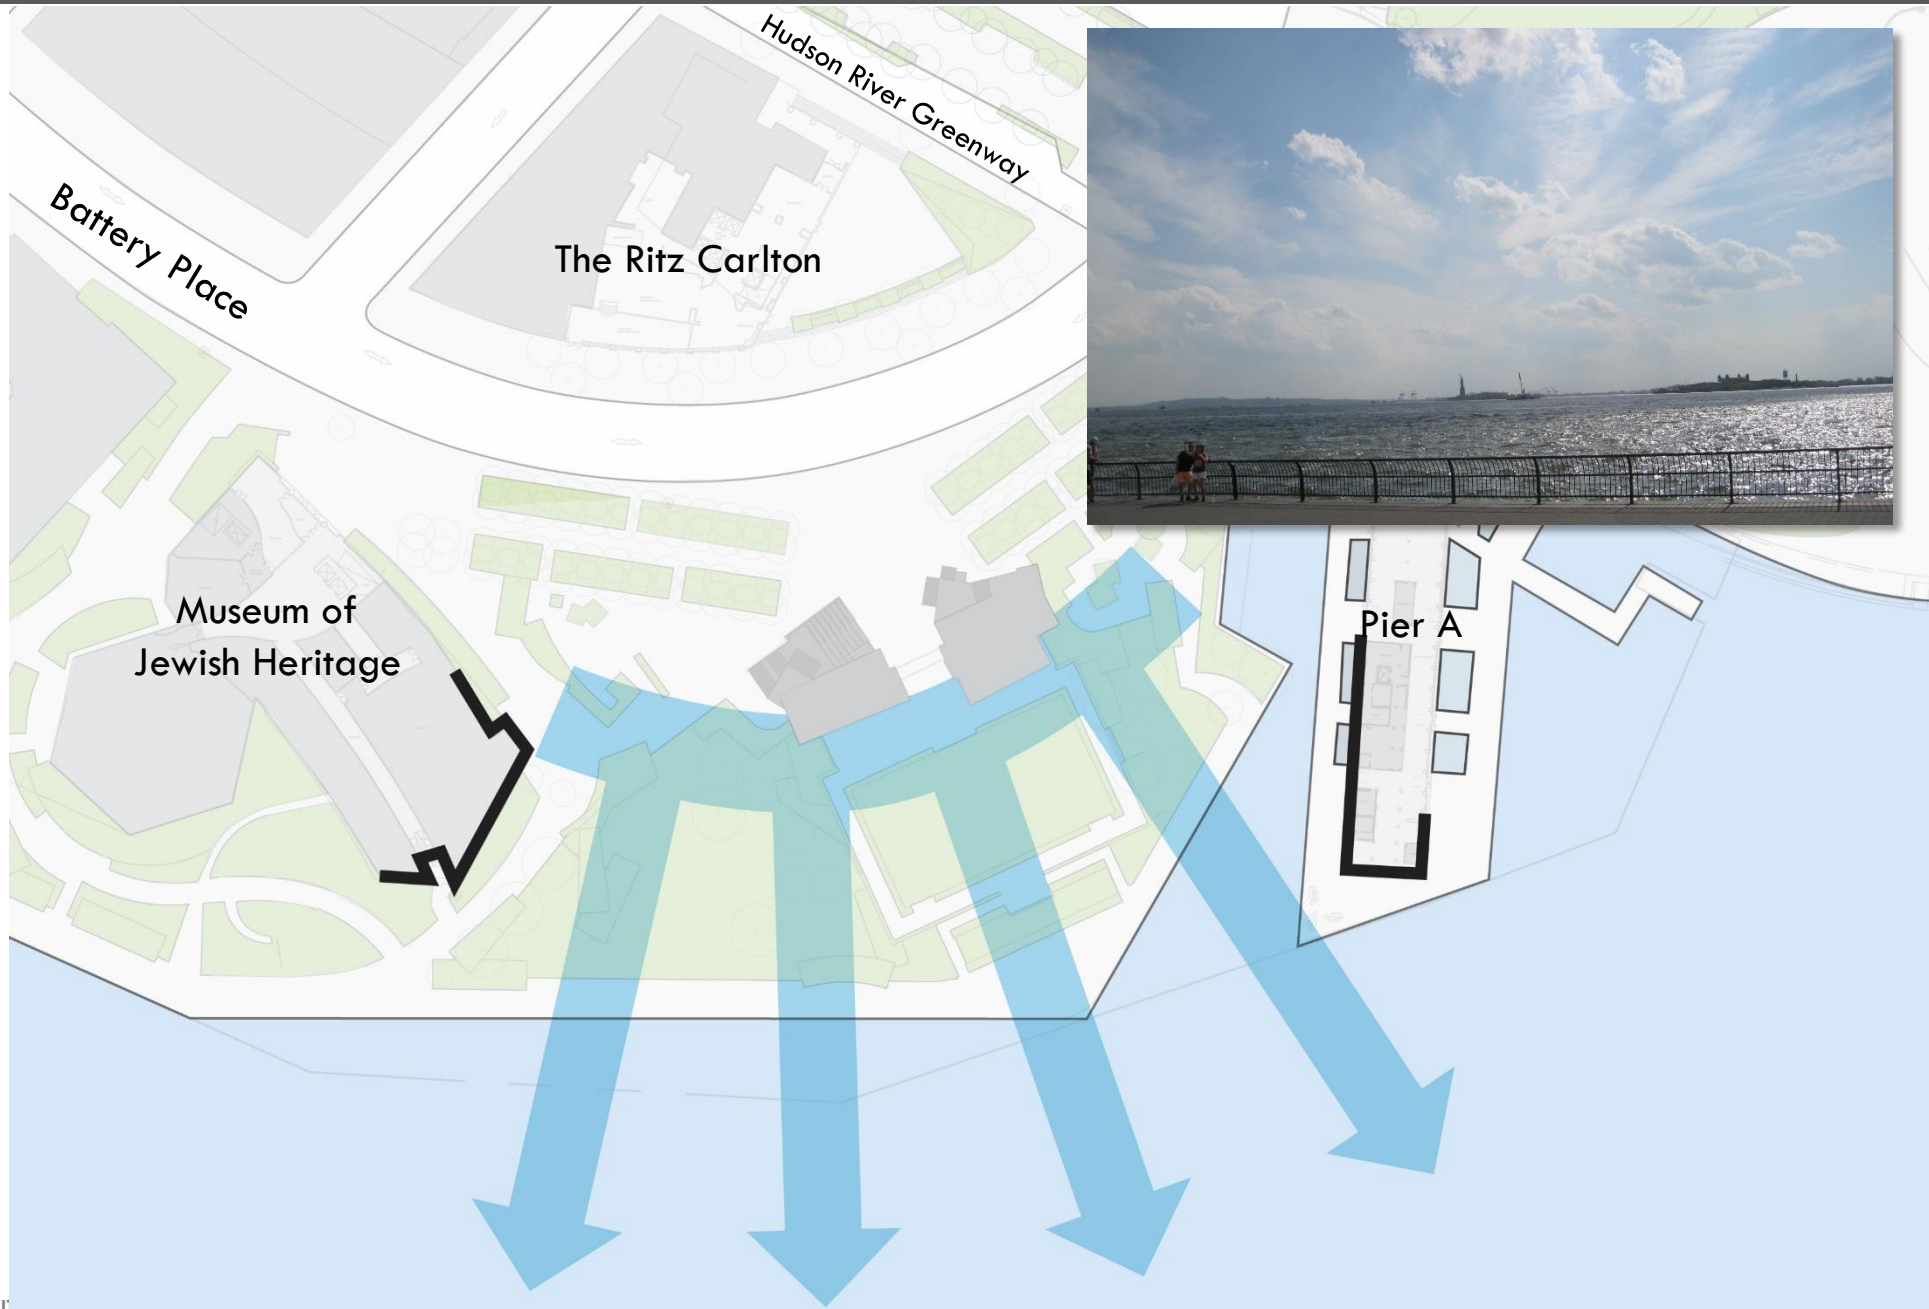 Hudson River Greenway
Battery Place
The Ritz Carlton
Museum of
Jewish Heritage
Pier A